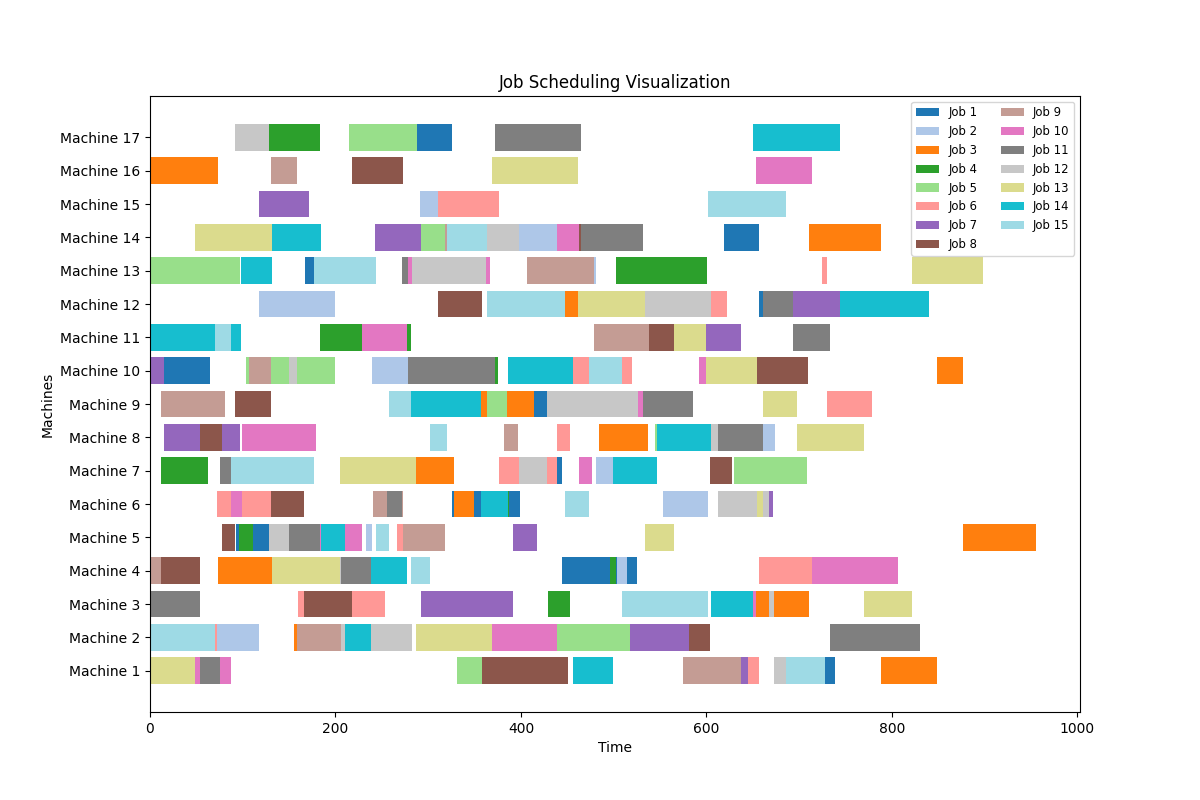 Job Scheduling Visualization
Machine 17
Machine 16
Machine 15
Machine 14
Machine 13
Machine 12
Machine 11
Machine 10
Machine 9
Machine 8
Machine 7
Machine 6
Machine 5
Machine 4
Machine 3
Machine 2
Machine 1
Machines
0 200 400 600 800 1000
Time
Job 1
Job 2
Job 3
Job 4
Job 5
Job 6
Job 7
Job 8
Job 9
Job 10
Job 11
Job 12
Job 13
Job 14
Job 15